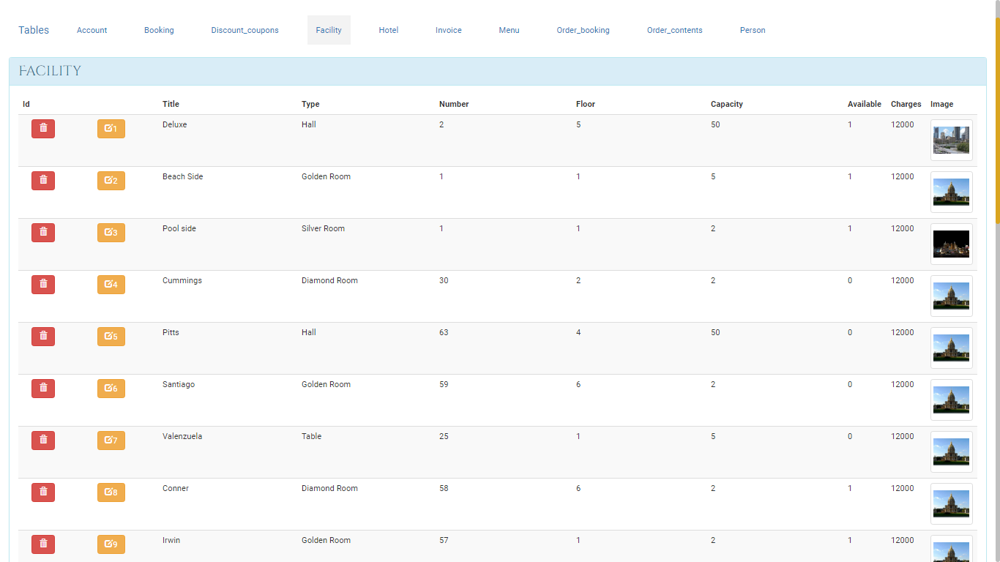 Tables Account Booking Discount_coupons Facility Hotel Invoice Menu Order_booking Order_contents Person
Facility
Id Title Type Number Floor Capacity Available Charges Image
1 Deluxe Hall 2 5 50 1 12000
2 Beach Side Golden Room 1 1 5 1 12000
3 Pool side Silver Room 1 1 2 1 12000
4 Cummings Diamond Room 30 2 2 0 12000
5 Pitts Hall 63 4 50 0 12000
6 Santiago Golden Room 59 6 2 0 12000
7 Valenzuela Table 25 1 5 0 12000
8 Conner Diamond Room 58 6 2 1 12000
9 Irwin Golden Room 57 1 2 1 12000